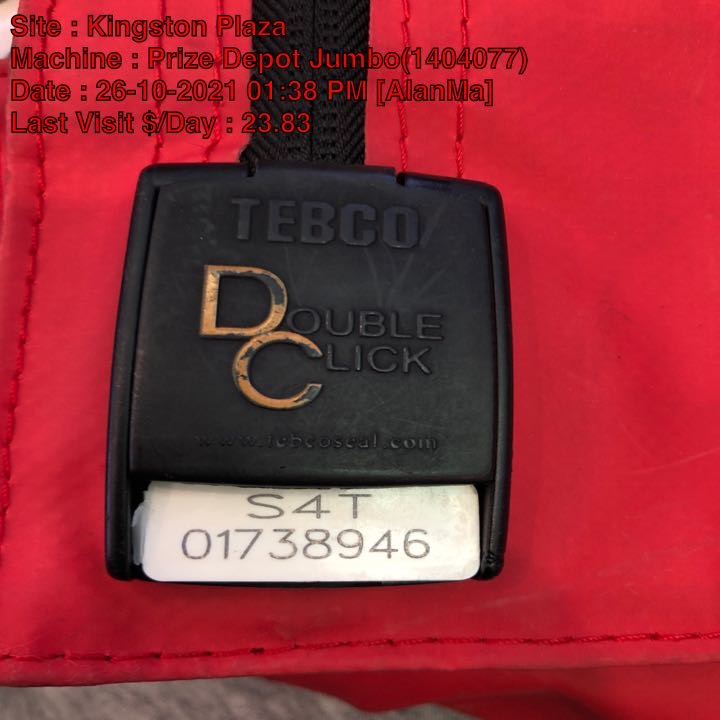 Site : Kingston Plaza
Machine : Prize Depot Jumbo(1404077)
Date : 26-10-2021 01:38 PM [AlanMa]
Last Visit $/Day : 23.83
TEBCO
DOUBLE
CLICK
www.tebcoseal.com
S4T
01738946